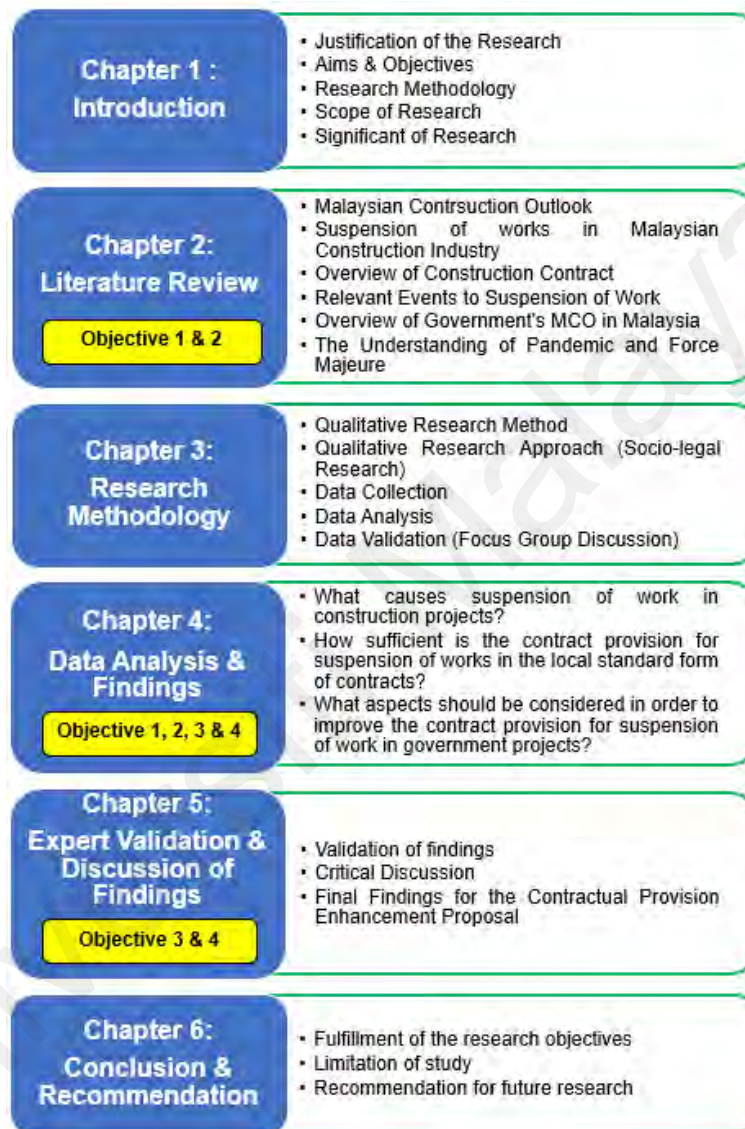 Chapter 1 :
Introduction
• Justification of the Research
• Aims & Objectives
• Research Methodology
• Scope of Research
• Significant of Research
Chapter 2:
Literature Review
Objective 1 & 2
• Malaysian Contrsuction Outlook
• Suspension of works in Malaysian
Construction Industry
• Overview of Construction Contract
• Relevant Events to Suspension of Work
• Overview of Government's MCO in Malaysia
• The Understanding of Pandemic and Force
Majeure
Chapter 3:
Research
Methodology
• Qualitative Research Method
• Qualitative Research Approach (Socio-legal
Research)
• Data Collection
• Data Analysis
• Data Validation (Focus Group Discussion)
Chapter 4:
Data Analysis &
Findings
Objective 1, 2, 3 & 4
• What causes suspension of work in
construction projects?
• How sufficient is the contract provision for
suspension of works in the local standard form
of contracts?
• What aspects should be considered in order to
improve the contract provision for suspension
of work in government projects?
Chapter 5:
Expert Validation &
Discussion of
Findings
Objective 3 & 4
• Validation of findings
• Critical Discussion
• Final Findings for the Contractual Provision
Enhancement Proposal
Chapter 6:
Conclusion &
Recommendation
• Fulfillment of the research objectives
• Limitation of study
• Recommendation for future research